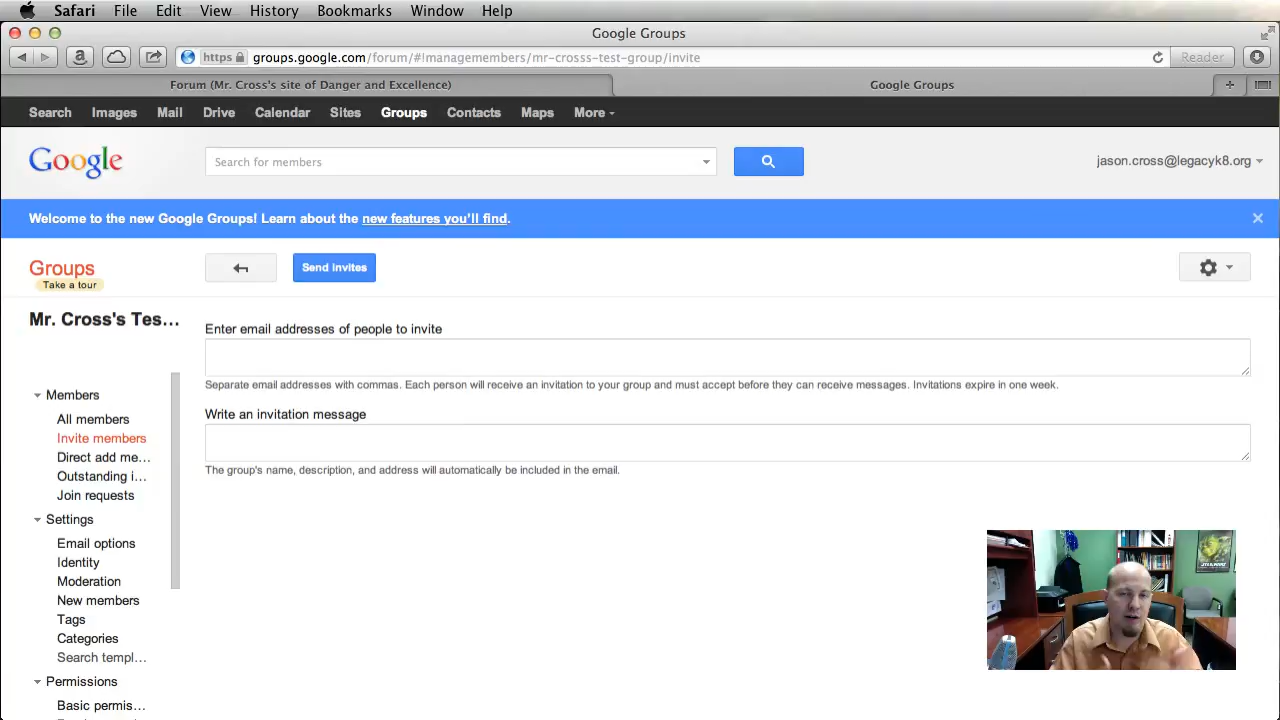 Safari File Edit View History Bookmarks Window Help
Google Groups
https groups.google.com/forum/#!managemembers/mr-crosss-test-group/invite Reader
Forum (Mr. Cross's site of Danger and Excellence) Google Groups
Search Images Mail Drive Calendar Sites Groups Contacts Maps More
Google Search for members jason.cross@legacyk8.org
Welcome to the new Google Groups! Learn about the new features you'll find.
Groups Send invites
Take a tour
Mr. Cross's Tes...
Enter email addresses of people to invite
Separate email addresses with commas. Each person will receive an invitation to your group and must accept before they can receive messages. Invitations expire in one week.
Write an invitation message
The group's name, description, and address will automatically be included in the email.
Members
All members
Invite members
Direct add me...
Outstanding i...
Join requests
Settings
Email options
Identity
Moderation
New members
Tags
Categories
Search templ...
Permissions
Basic permis...